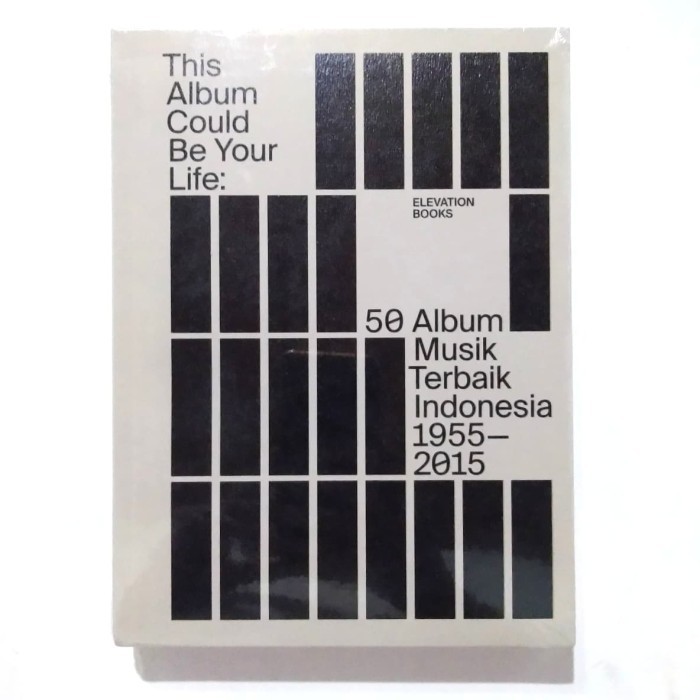 This
Album
Could
Be Your
Life:
ELEVATION
BOOKS
50 Album
Musik
Terbaik
Indonesia
1955—
2015